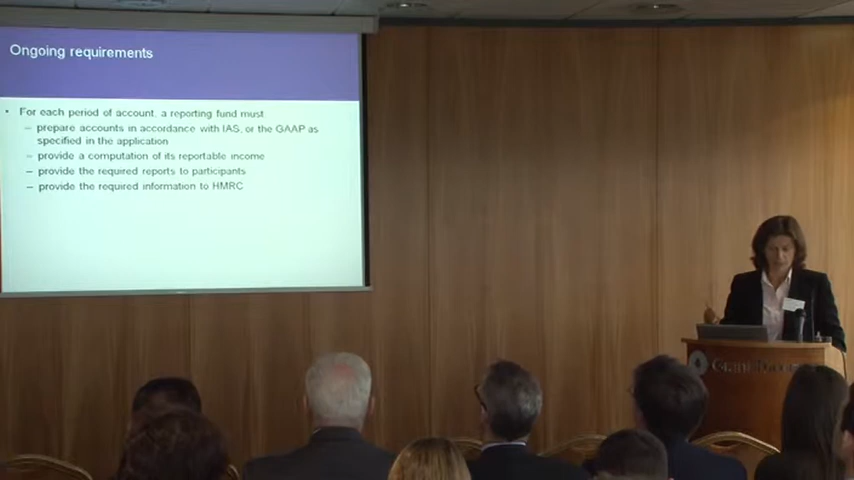 Ongoing requirements
• For each period of account, a reporting fund must
– prepare accounts in accordance with IAS, or the GAAP as
specified in the application
– provide a computation of its reportable income
– provide the required reports to participants
– provide the required information to HMRC
Grand